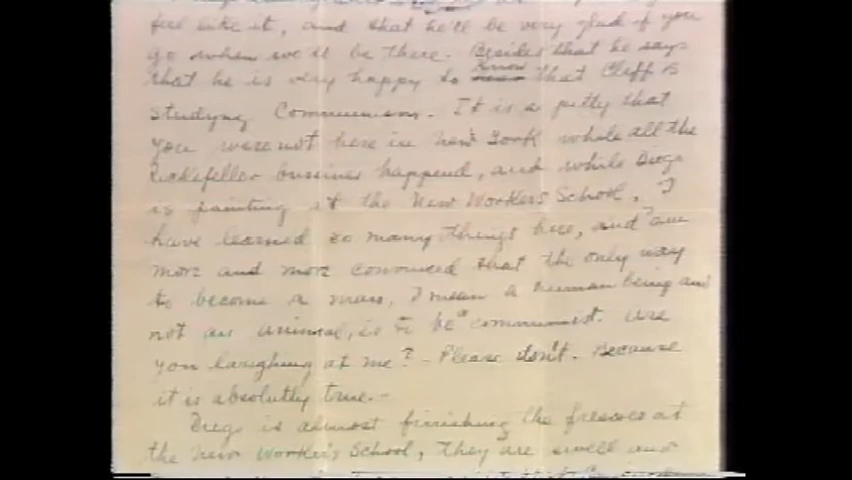 feel like it, and that he'll be very glad if you
go when we'll be there. Besides that he says
that he is very happy to know that Cliff is
studying Communism. It is a pitty that
you were not here in New York while all the
Rockefeller bussines happend, and while Diego
is painting at the New Workers School. I
have learned so many things here, and I am
more and more convinced that the only way
to become a man, I mean a human being and
not an animal, is to be a communist. Are
you laughing at me? - Please don't. Because
it is absolutly true.-
Diego is almost finishing the frescoes at
the New Worker's School, they are swell and